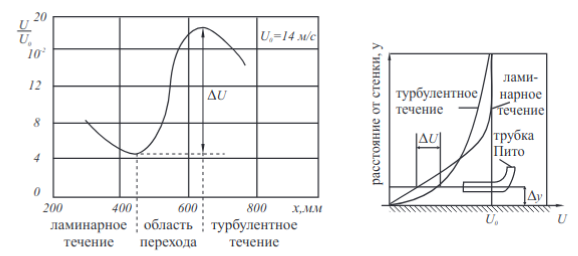 U
U₀
10⁻²
20
12
8
4
0
U₀=14 м/с
ΔU
200
400
600
800
x,мм
ламинарное
течение
область
перехода
турбулентное
течение
расстояние от стенки, y
турбулентное
течение
лами-
нарное
течение
ΔU
трубка
Пито
Δy
U₀
U